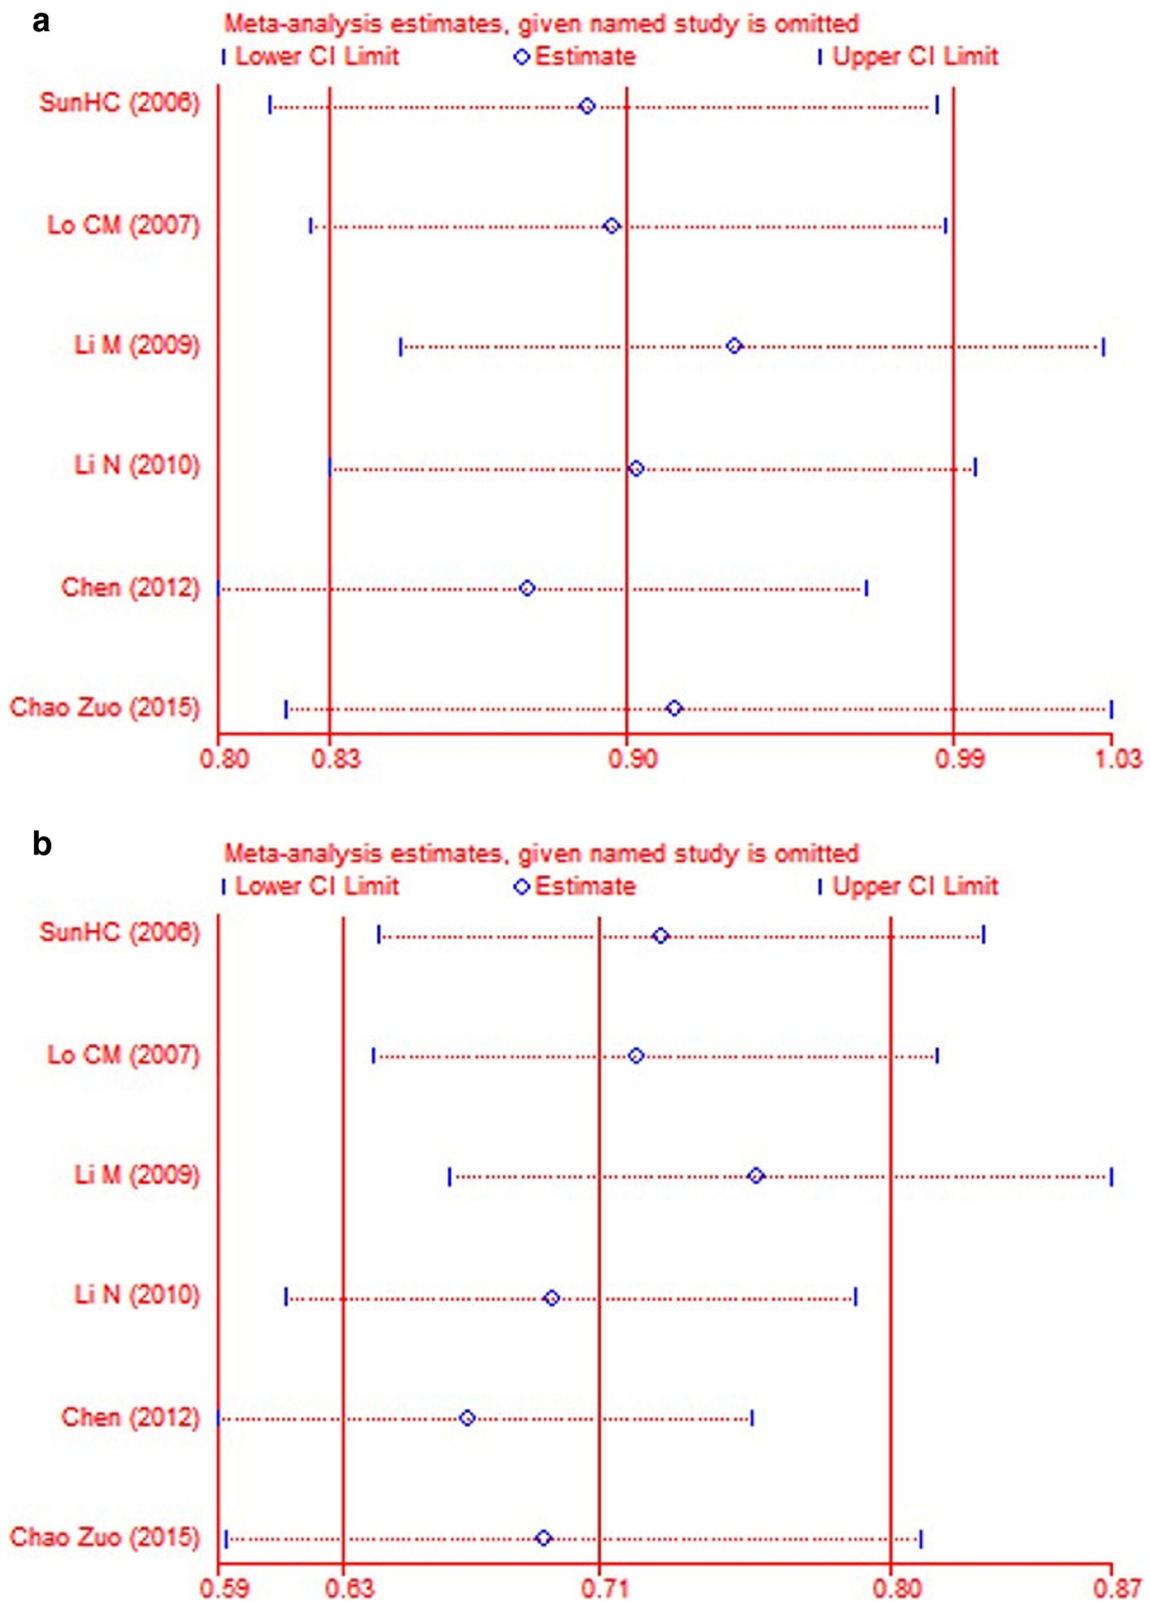 a
Meta-analysis estimates, given named study is omitted
Lower CI Limit Estimate Upper CI Limit
SunHC (2006)
Lo CM (2007)
Li M (2009)
Li N (2010)
Chen (2012)
Chao Zuo (2015)
0.80 0.83 0.90 0.99 1.03
b
Meta-analysis estimates, given named study is omitted
Lower CI Limit Estimate Upper CI Limit
SunHC (2006)
Lo CM (2007)
Li M (2009)
Li N (2010)
Chen (2012)
Chao Zuo (2015)
0.59 0.63 0.71 0.80 0.87